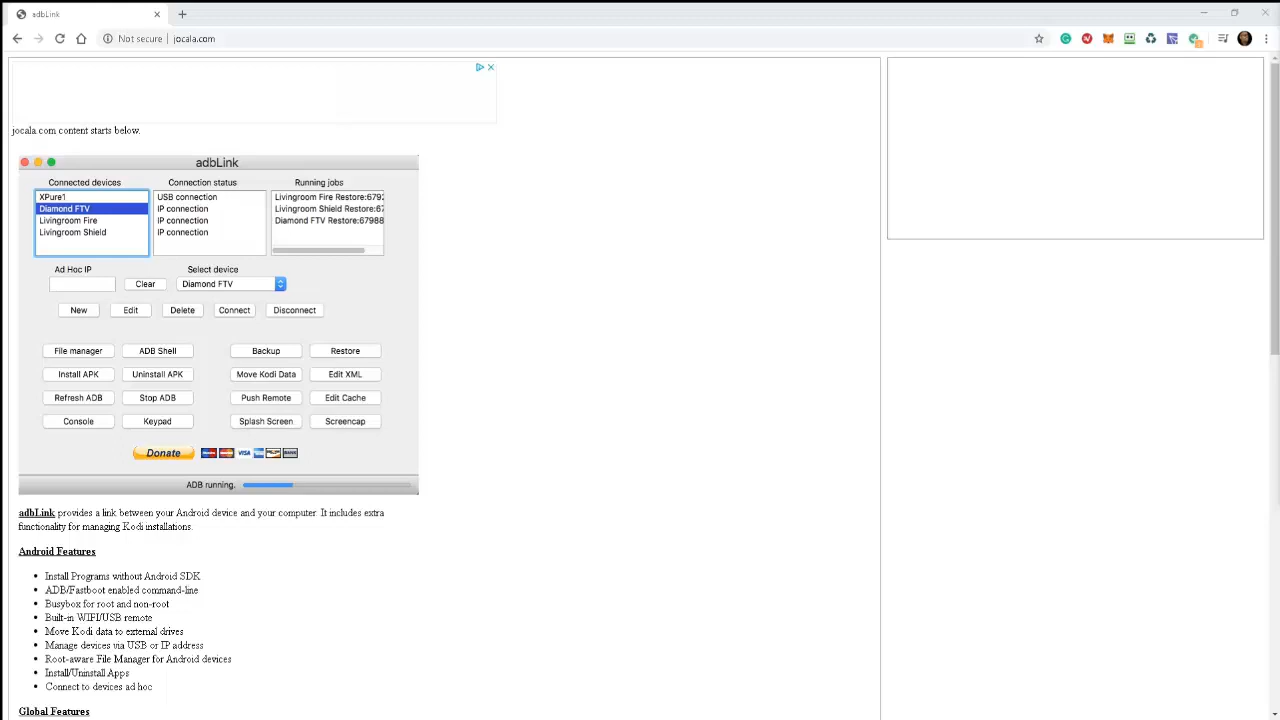 adbLink
Not secure | jocala.com
jocala.com content starts below.
adbLink
Connected devices Connection status Running jobs
XPure1 USB connection Livingroom Fire Restore:6792
Diamond FTV IP connection Livingroom Shield Restore:67
Livingroom Fire IP connection Diamond FTV Restore:67988
Livingroom Shield IP connection
Ad Hoc IP Select device
Clear Diamond FTV
New Edit Delete Connect Disconnect
File manager ADB Shell Backup Restore
Install APK Uninstall APK Move Kodi Data Edit XML
Refresh ADB Stop ADB Push Remote Edit Cache
Console Keypad Splash Screen Screencap
Donate VISA
ADB running.
adbLink provides a link between your Android device and your computer. It includes extra
functionality for managing Kodi installations.
Android Features
• Install Programs without Android SDK
• ADB/Fastboot enabled command-line
• Busybox for root and non-root
• Built-in WIFI/USB remote
• Move Kodi data to external drives
• Manage devices via USB or IP address
• Root-aware File Manager for Android devices
• Install/Uninstall Apps
• Connect to devices ad hoc
Global Features